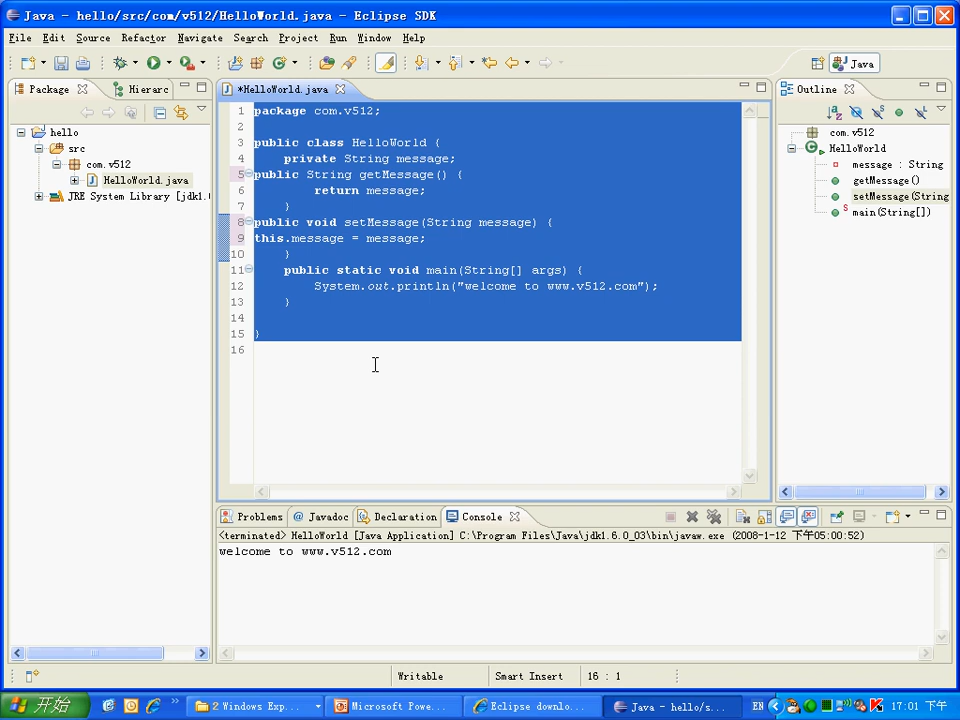 Java - hello/src/com/v512/HelloWorld.java - Eclipse SDK
File Edit Source Refactor Navigate Search Project Run Window Help
Java
Package Hierarc
hello
src
com.v512
HelloWorld.java
JRE System Library [jdk1.
*HelloWorld.java
1 package com.v512;
2
3 public class HelloWorld {
4 private String message;
5 public String getMessage() {
6 return message;
7 }
8 public void setMessage(String message) {
9 this.message = message;
10 }
11 public static void main(String[] args) {
12 System.out.println("welcome to www.v512.com");
13 }
14
15 }
16
Outline
com.v512
HelloWorld
message : String
getMessage()
setMessage(String
main(String[])
Problems @ Javadoc Declaration Console
<terminated> HelloWorld [Java Application] C:\Program Files\Java\jdk1.6.0_03\bin\javaw.exe (2008-1-12 下午05:00:52)
welcome to www.v512.com
Writable Smart Insert 16 : 1
开始 2 Windows Exp... Microsoft Powe... Eclipse downlo... Java - hello/s... EN 17:01 下午